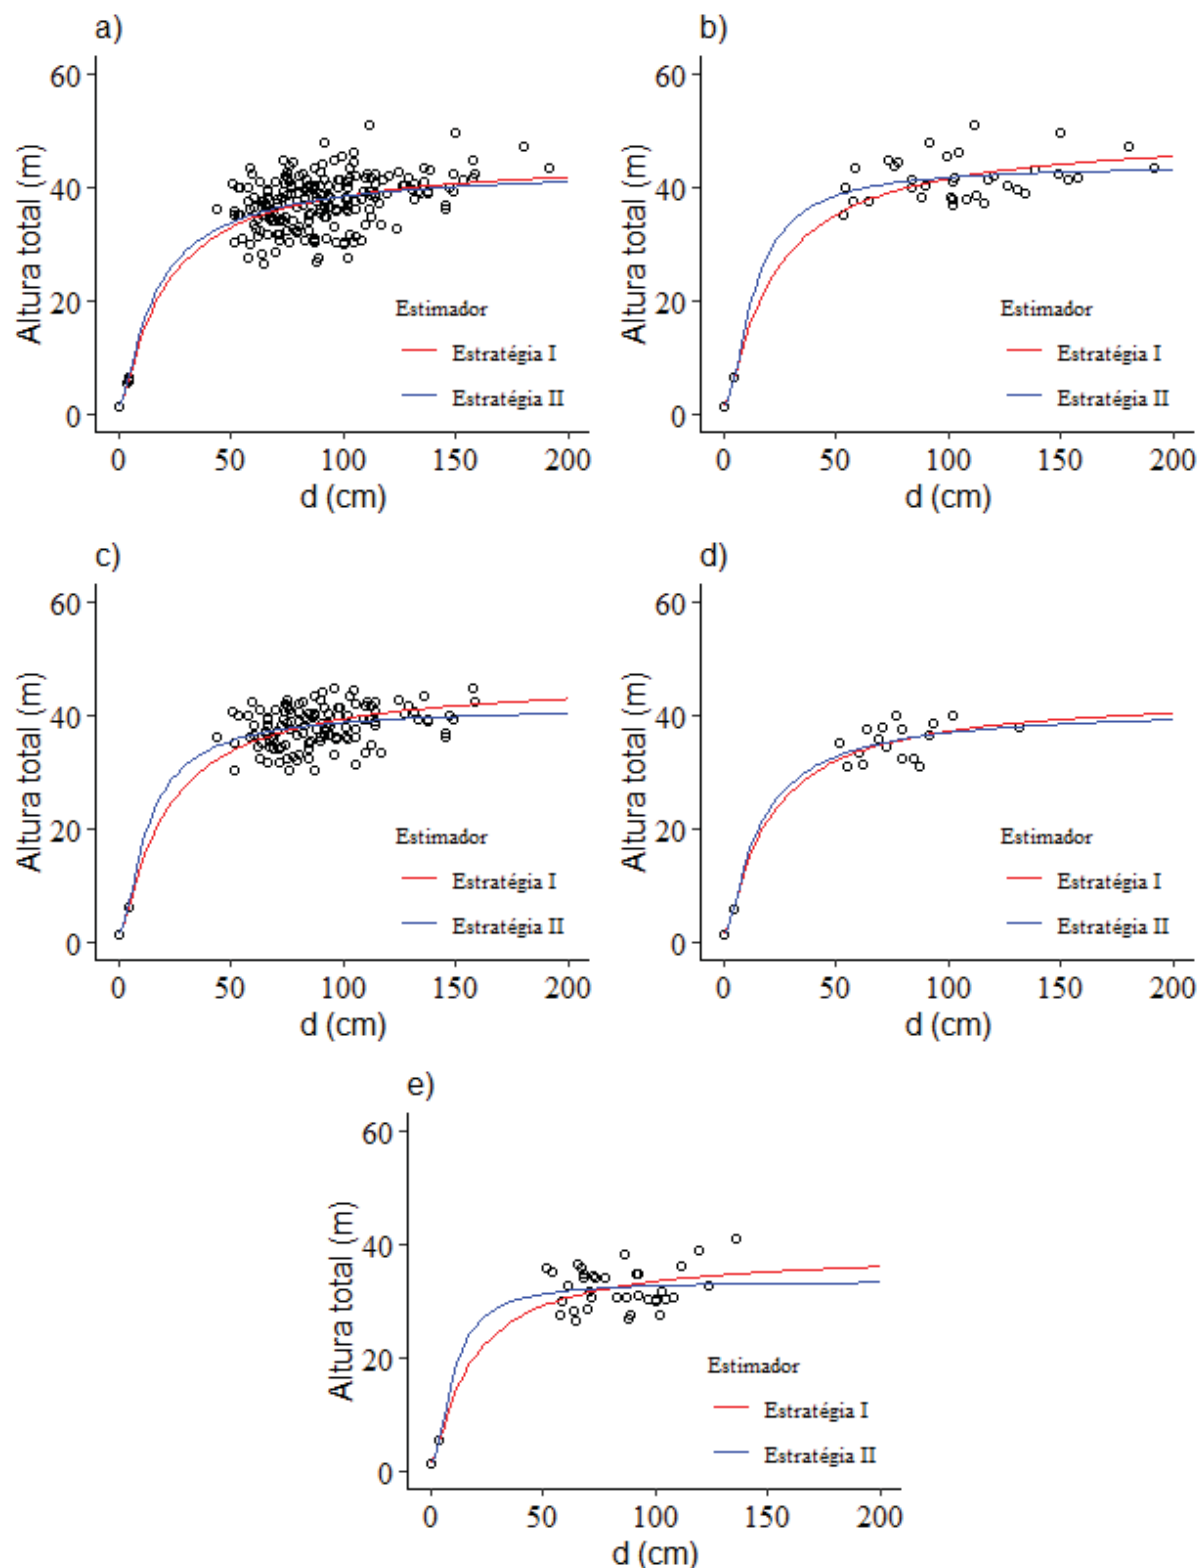 a)
Altura total (m)
60
40
20
0
Estimador
Estratégia I
Estratégia II
0 50 100 150 200
d (cm)
b)
Altura total (m)
60
40
20
0
Estimador
Estratégia I
Estratégia II
0 50 100 150 200
d (cm)
c)
Altura total (m)
60
40
20
0
Estimador
Estratégia I
Estratégia II
0 50 100 150 200
d (cm)
d)
Altura total (m)
60
40
20
0
Estimador
Estratégia I
Estratégia II
0 50 100 150 200
d (cm)
e)
Altura total (m)
60
40
20
0
Estimador
Estratégia I
Estratégia II
0 50 100 150 200
d (cm)